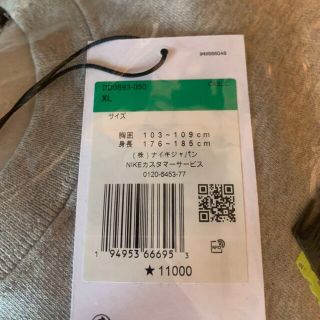 DD0693-050
XL
サイズ
胸囲 103~109cm
身長 176~185cm
(株)ナイキジャパン
NIKEカスタマーサービス
0120-6453-77
1 94953 66695 3
★11000